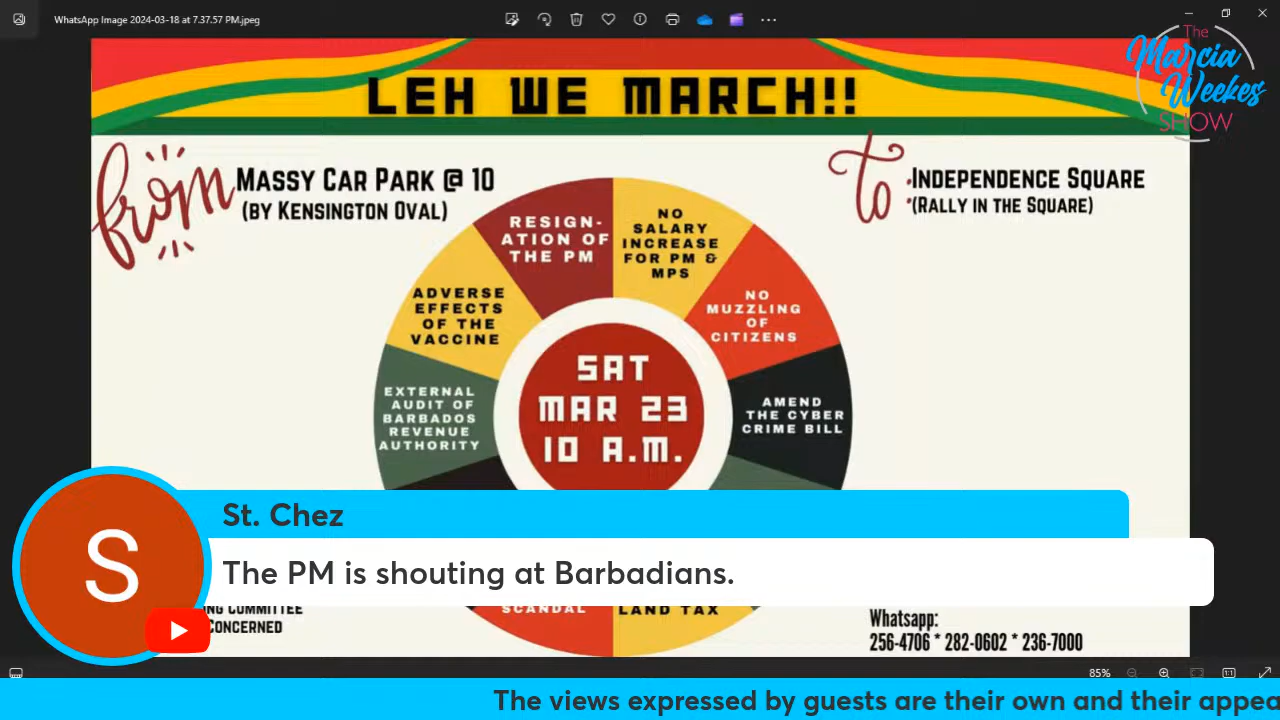 WhatsApp Image 2024-03-18 at 7.37.57 PM.jpeg
The
Marcia
Weekes
SHOW
LEH WE MARCH!!
from
MASSY CAR PARK @ 10
(BY KENSINGTON OVAL)
to
:INDEPENDENCE SQUARE
(RALLY IN THE SQUARE)
RESIGN-
ATION OF
THE PM
NO
SALARY
INCREASE
FOR PM &
MPS
ADVERSE
EFFECTS
OF THE
VACCINE
NO
MUZZLING
OF
CITIZENS
EXTERNAL
AUDIT OF
BARBADOS
REVENUE
AUTHORITY
SAT
MAR 23
10 A.M.
AMEND
THE CYBER
CRIME BILL
S
St. Chez
The PM is shouting at Barbadians.
NG COMMITTEE
CONCERNED
SCANDAL
LAND TAX
Whatsapp:
256-4706 * 282-0602 * 236-7000
85%
1:1
The views expressed by guests are their own and their appea